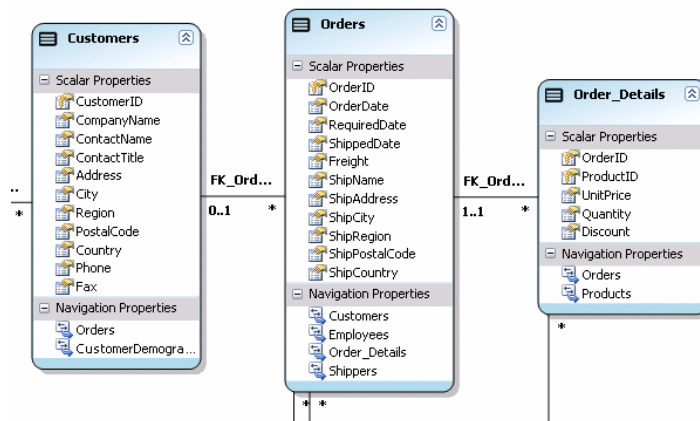 Customers
Scalar Properties
CustomerID
CompanyName
ContactName
ContactTitle
Address
City
Region
PostalCode
Country
Phone
Fax
Navigation Properties
Orders
CustomerDemogra...
..
*
FK_Ord...
0..1 *
Orders
Scalar Properties
OrderID
OrderDate
RequiredDate
ShippedDate
Freight
ShipName
ShipAddress
ShipCity
ShipRegion
ShipPostalCode
ShipCountry
Navigation Properties
Customers
Employees
Order_Details
Shippers
* *
FK_Ord...
1..1 *
Order_Details
Scalar Properties
OrderID
ProductID
UnitPrice
Quantity
Discount
Navigation Properties
Orders
Products
*